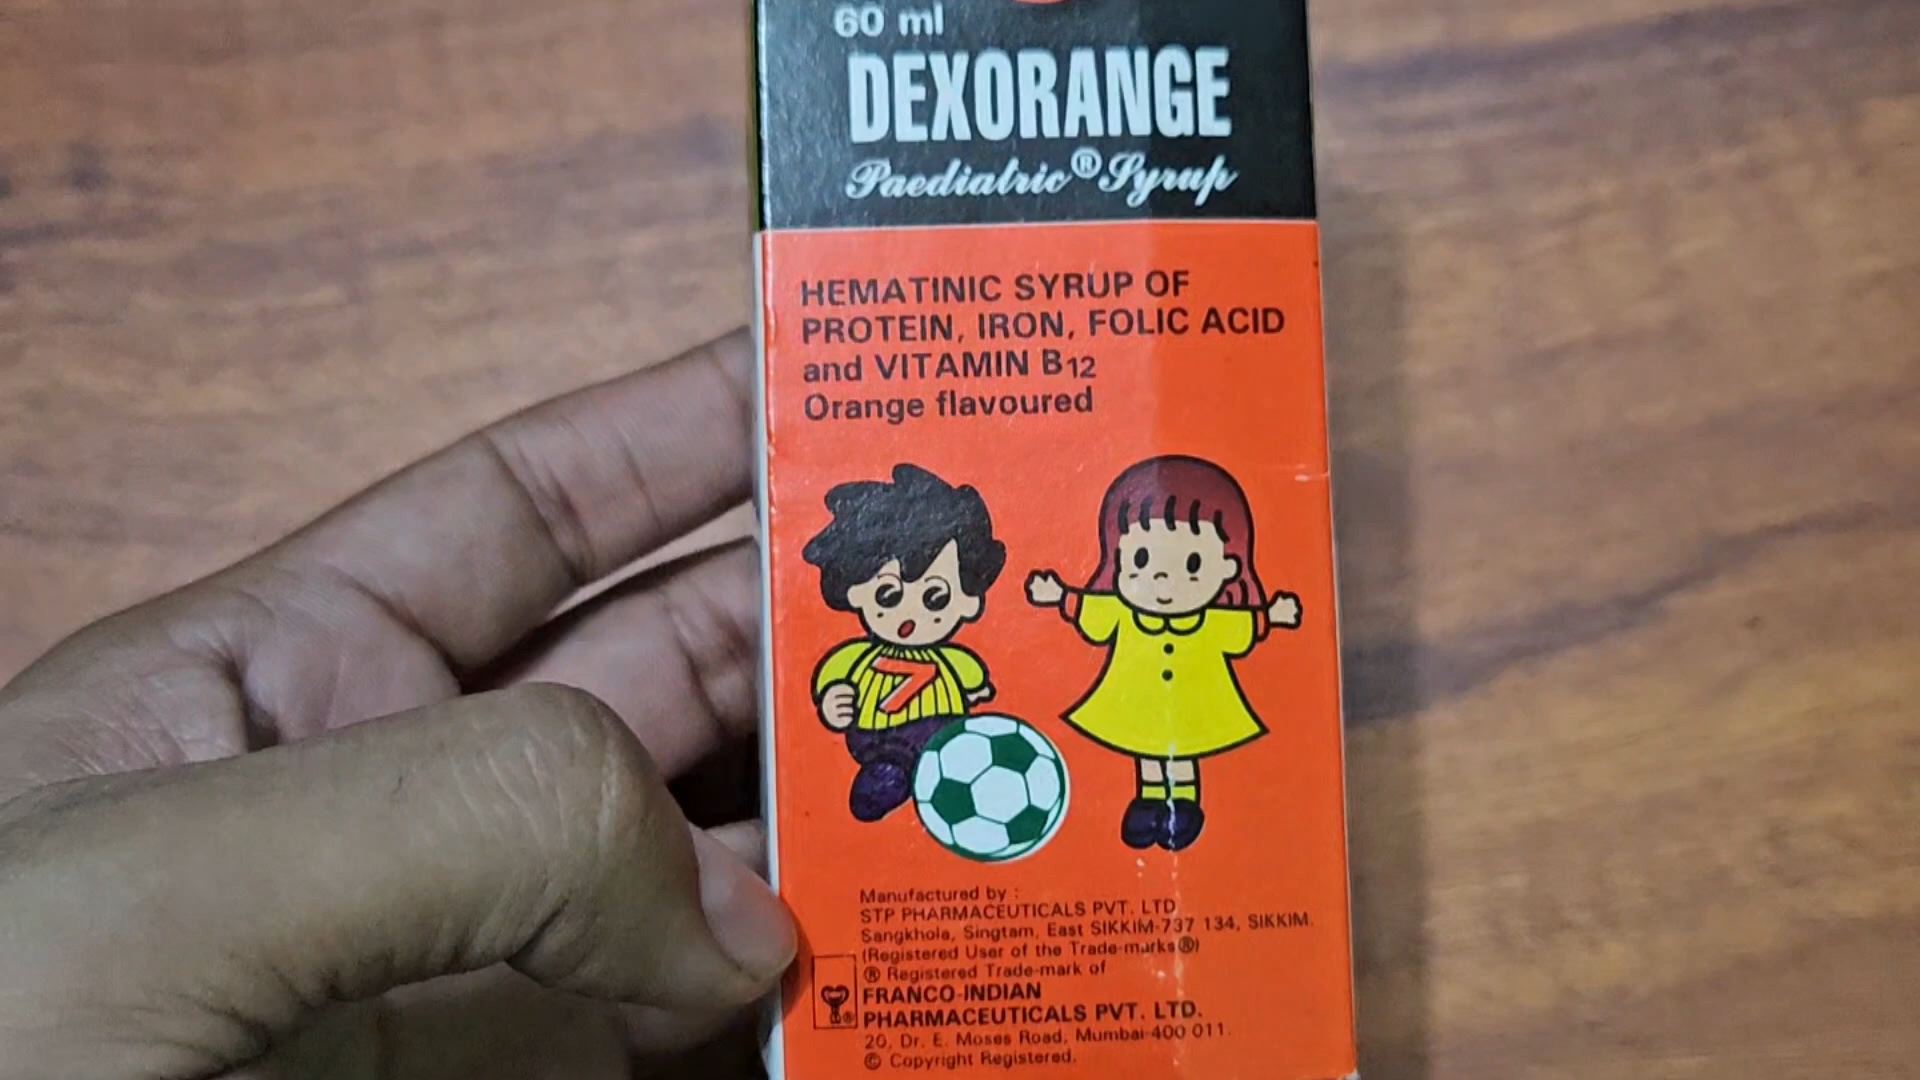 60 ml
DEXORANGE
Paediatric® Syrup
HEMATINIC SYRUP OF
PROTEIN, IRON, FOLIC ACID
and VITAMIN B12
Orange flavoured
7
Manufactured by :
STP PHARMACEUTICALS PVT. LTD
Sangkhola, Singtam, East SIKKIM-737 134, SIKKIM.
(Registered User of the Trade-marks®)
® Registered Trade-mark of
FRANCO-INDIAN
PHARMACEUTICALS PVT. LTD.
20, Dr. E. Moses Road, Mumbai-400 011.
© Copyright Registered.